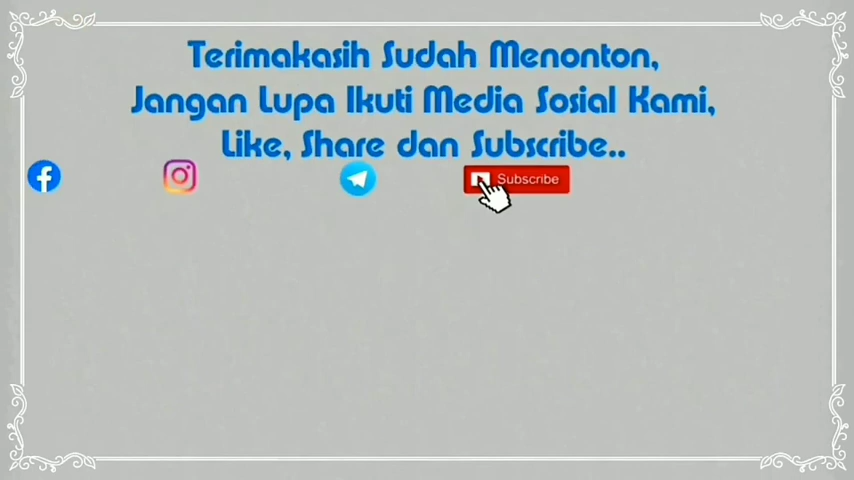 Terimakasih Sudah Menonton,
Jangan Lupa Ikuti Media Sosial Kami,
Like, Share dan Subscribe..
Subscribe